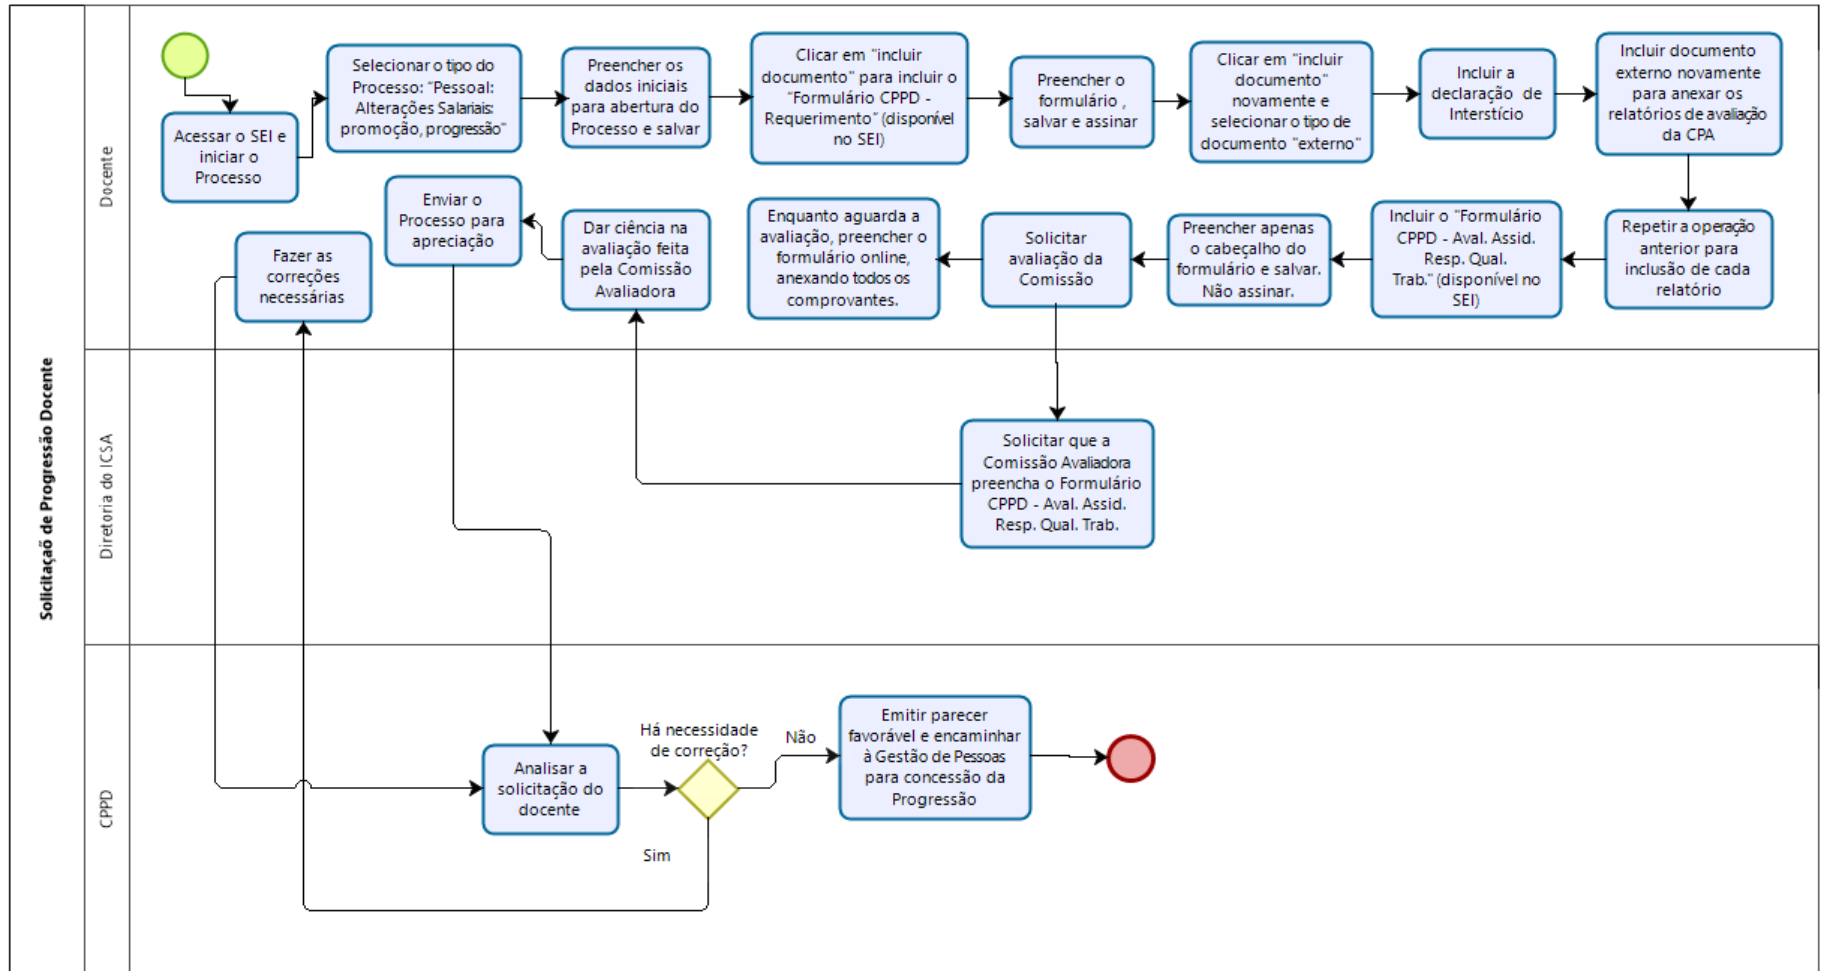 Solicitação de Progressão Docente
Docente
Acessar o SEI e
iniciar o
Processo
Selecionar o tipo do
Processo: "Pessoal:
Alterações Salariais:
promoção, progressão"
Preencher os
dados iniciais
para abertura do
Processo e salvar
Clicar em "incluir
documento" para incluir o
"Formulário CPPD -
Requerimento" (disponível
no SEI)
Preencher o
formulário ,
salvar e assinar
Clicar em "incluir
documento"
novamente e
selecionar o tipo de
documento "externo"
Incluir a
declaração de
Interstício
Incluir documento
externo novamente
para anexar os
relatórios de avaliação
da CPA
Repetir a operação
anterior para
inclusão de cada
relatório
Incluir o "Formulário
CPPD - Aval. Assid.
Resp. Qual.
Trab." (disponível no
SEI)
Preencher apenas
o cabeçalho do
formulário e salvar.
Não assinar.
Solicitar
avaliação da
Comissão
Enquanto aguarda a
avaliação, preencher o
formulário online,
anexando todos os
comprovantes.
Dar ciência na
avaliação feita
pela Comissão
Avaliadora
Enviar o
Processo para
apreciação
Fazer as
correções
necessárias
Diretoria do ICSA
Solicitar que a
Comissão Avaliadora
preencha o Formulário
CPPD - Aval. Assid.
Resp. Qual. Trab.
CPPD
Analisar a
solicitação do
docente
Há necessidade
de correção?
Não
Sim
Emitir parecer
favorável e encaminhar
à Gestão de Pessoas
para concessão da
Progressão